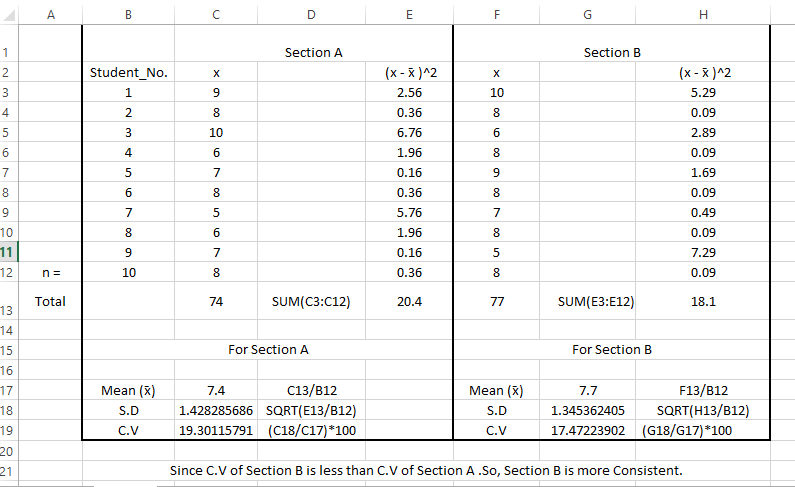 A B C D E F G H
1 Section A Section B
2 Student_No. x (x - x̄ )^2 x (x - x̄ )^2
3 1 9 2.56 10 5.29
4 2 8 0.36 8 0.09
5 3 10 6.76 6 2.89
6 4 6 1.96 8 0.09
7 5 7 0.16 9 1.69
8 6 8 0.36 8 0.09
9 7 5 5.76 7 0.49
10 8 6 1.96 8 0.09
11 9 7 0.16 5 7.29
12 n = 10 8 0.36 8 0.09
13 Total 74 SUM(C3:C12) 20.4 77 SUM(E3:E12) 18.1
14
15 For Section A For Section B
16
17 Mean (x̄) 7.4 C13/B12 Mean (x̄) 7.7 F13/B12
18 S.D 1.428285686 SQRT(E13/B12) S.D 1.345362405 SQRT(H13/B12)
19 C.V 19.30115791 (C18/C17)*100 C.V 17.47223902 (G18/G17)*100
20
21 Since C.V of Section B is less than C.V of Section A .So, Section B is more Consistent.